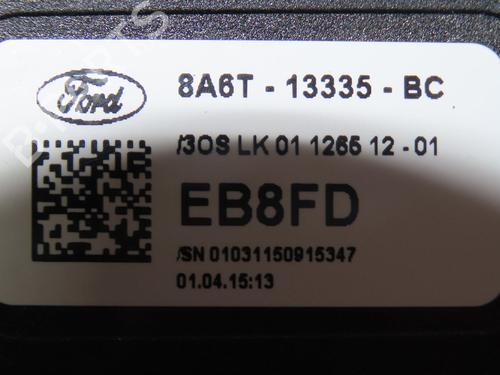 Ford
8A6T - 13335 - BC
/3OS LK 01 1265 12 - 01
EB8FD
/SN 01031150915347
01.04.15:13